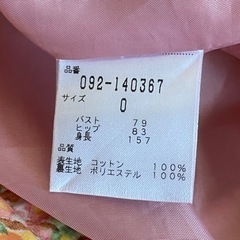 品番
092-140367
サイズ
0
バスト 79
ヒップ 83
身長 157
品質
表生地 コットン 100%
裏生地 ポリエステル 100%